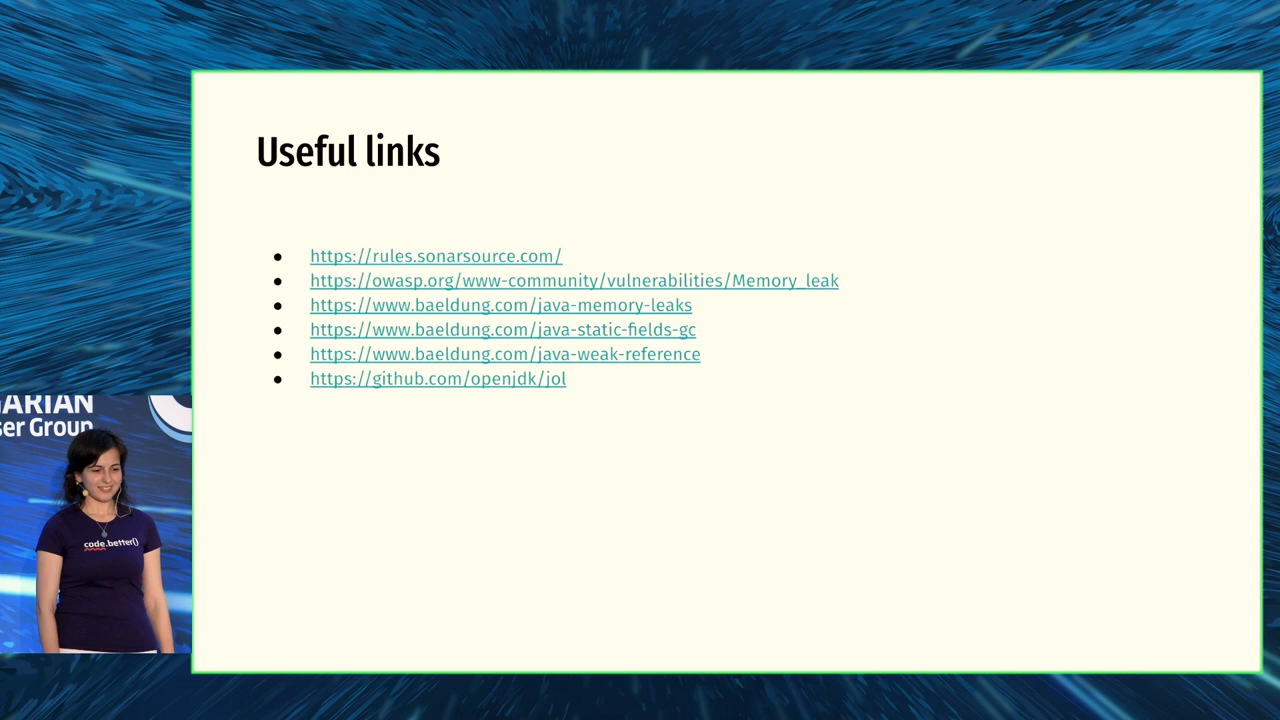 Useful links
https://rules.sonarsource.com/
https://owasp.org/www-community/vulnerabilities/Memory_leak
https://www.baeldung.com/java-memory-leaks
https://www.baeldung.com/java-static-fields-gc
https://www.baeldung.com/java-weak-reference
https://github.com/openjdk/jol
GARIAN
ser Group
code.better()